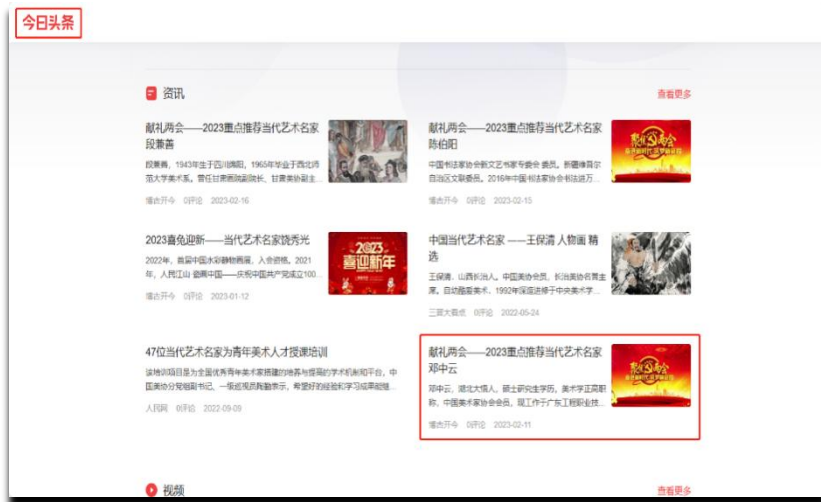 今日头条
资讯
查看更多
献礼两会——2023重点推荐当代艺术名家
段兼善
段兼善，1943年生于四川绵阳，1965年毕业于西北师
范大学美术系。曾任甘肃画院副院长、甘肃美协副主...
博古开今 0评论 2023-02-16
献礼两会——2023重点推荐当代艺术名家
陈伯阳
中国书法家协会新文艺书家专委会 委员。新疆维吾尔
自治区文联委员。2016年中国书法家协会书法进万...
博古开今 0评论 2023-02-15
聚焦 两会
2023喜兔迎新——当代艺术名家饶秀光
2022年，首届中国水彩静物画展，入会资格。2021
年，人民江山·瓷画中国——庆祝中国共产党成立100...
博古开今 0评论 2023-01-12
2023
喜迎新年
中国当代艺术名家 ——王保清 人物画 精
选
王保清，山西长治人。中国美协会员，长治美协名誉主
席。自幼酷爱美术，1992年深造进修于中央美术学...
2022-05-24
47位当代艺术名家为青年美术人才授课培训
该培训项目是为全国优秀青年美术家搭建的培养与提高的学术机制和平台，中
国美协分党组副书记、一级巡视员陶勤表示，希望好的经验和学习成果能继...
人民网 0评论 2022-09-09
献礼两会——2023重点推荐当代艺术名家
邓中云
邓中云，湖北大悟人，硕士研究生学历，美术学正高职
称，中国美术家协会会员，现工作于广东工程职业技...
博古开今 0评论 2023-02-11
聚焦 两会
视频
查看更多